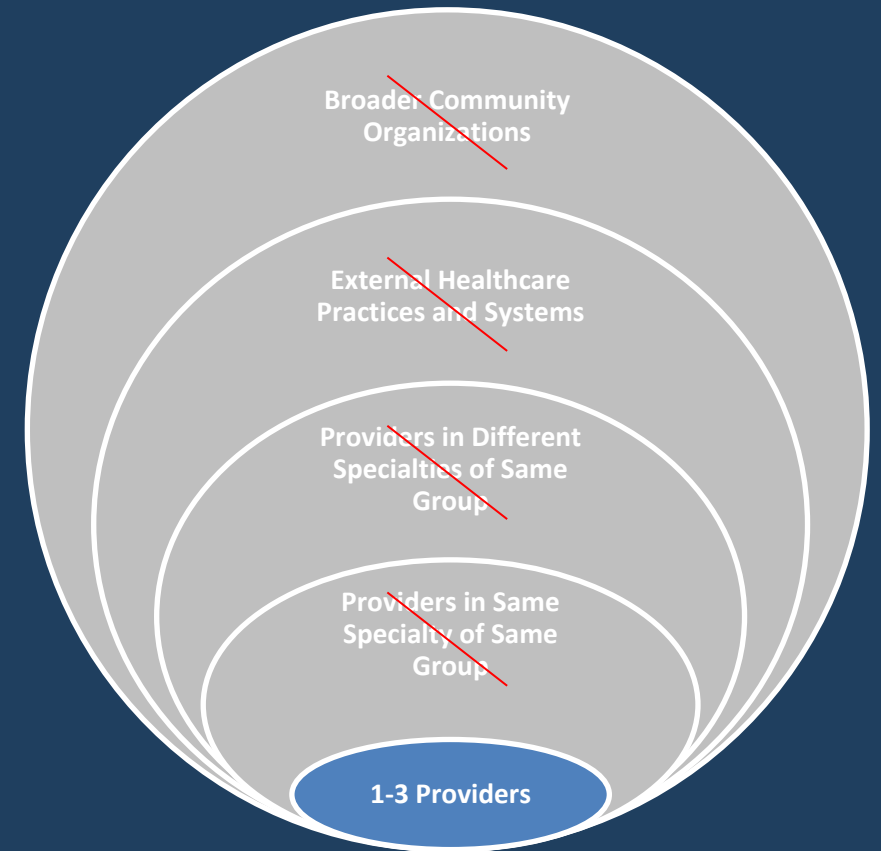 Broader Community
Organizations
External Healthcare
Practices and Systems
Providers in Different
Specialties of Same
Group
Providers in Same
Specialty of Same
Group
1-3 Providers